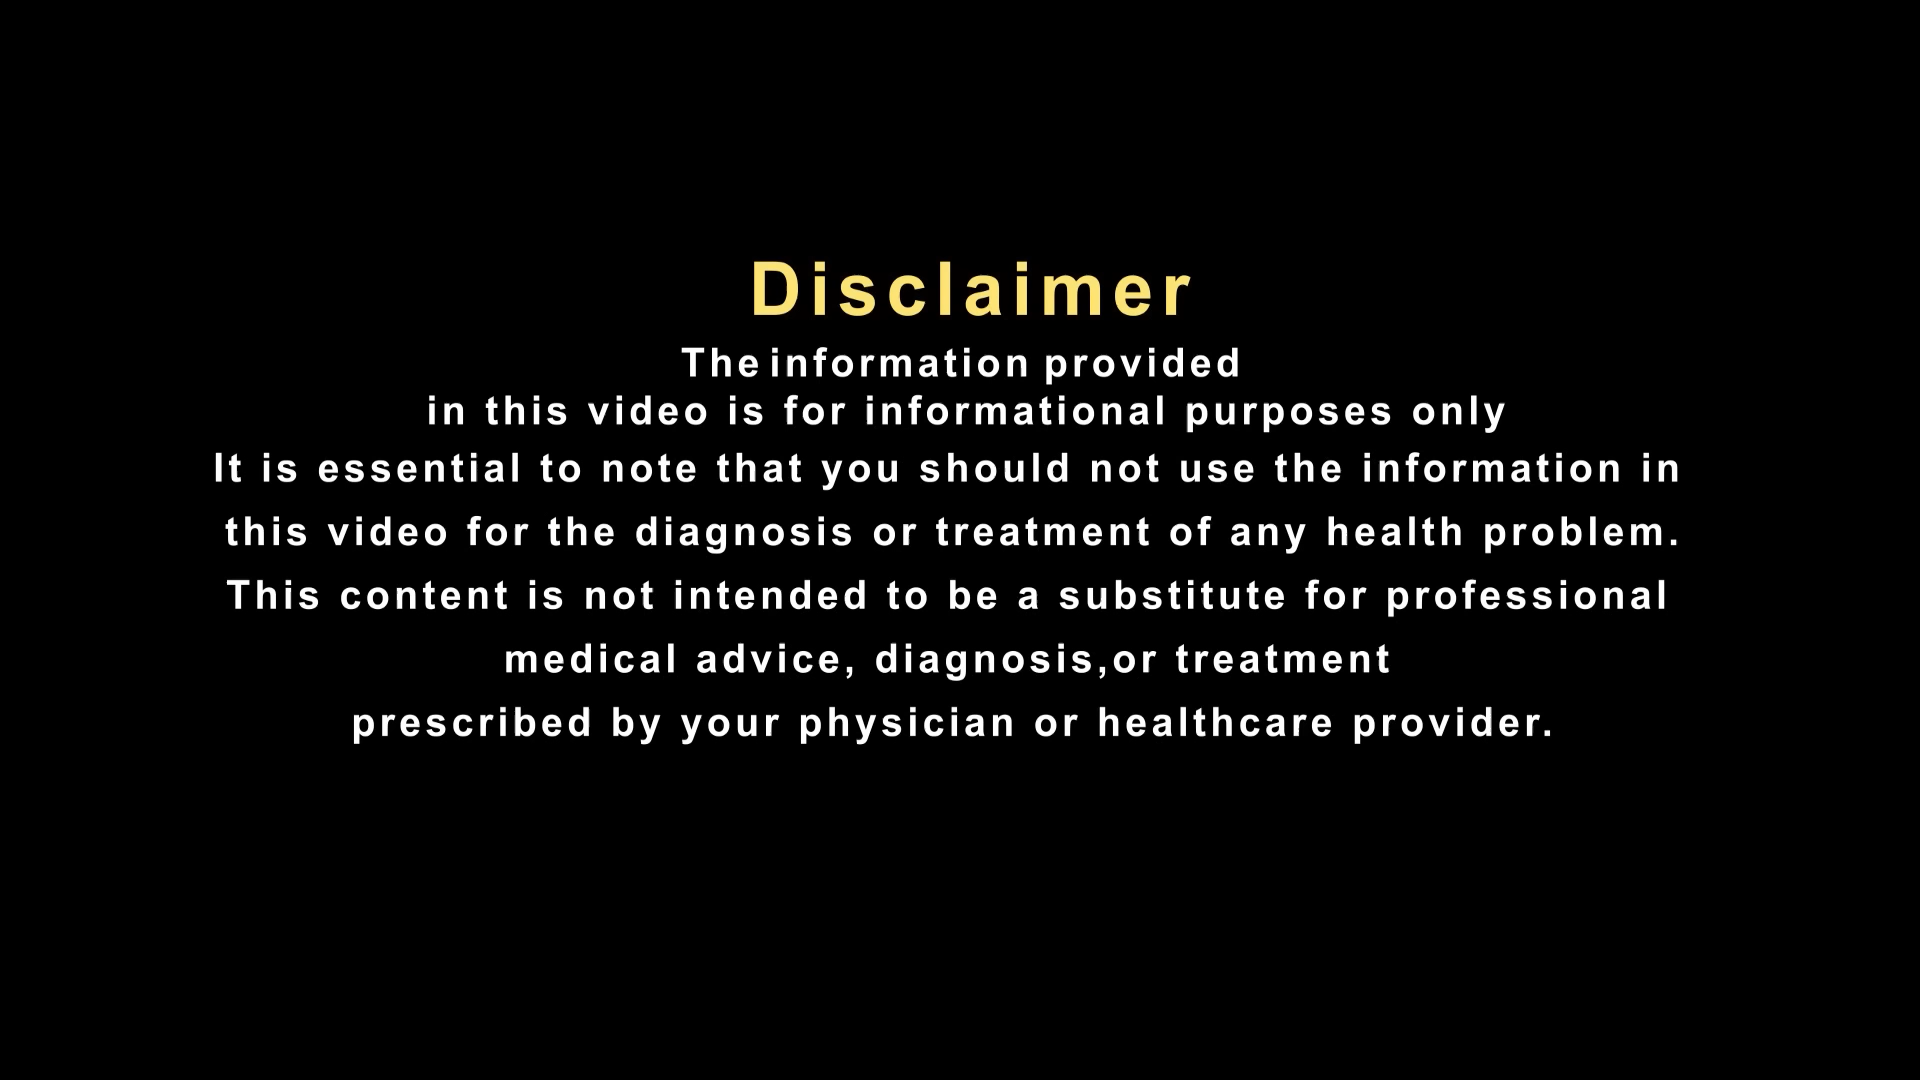 Disclaimer
The information provided
in this video is for informational purposes only
It is essential to note that you should not use the information in
this video for the diagnosis or treatment of any health problem.
This content is not intended to be a substitute for professional
medical advice, diagnosis,or treatment
prescribed by your physician or healthcare provider.